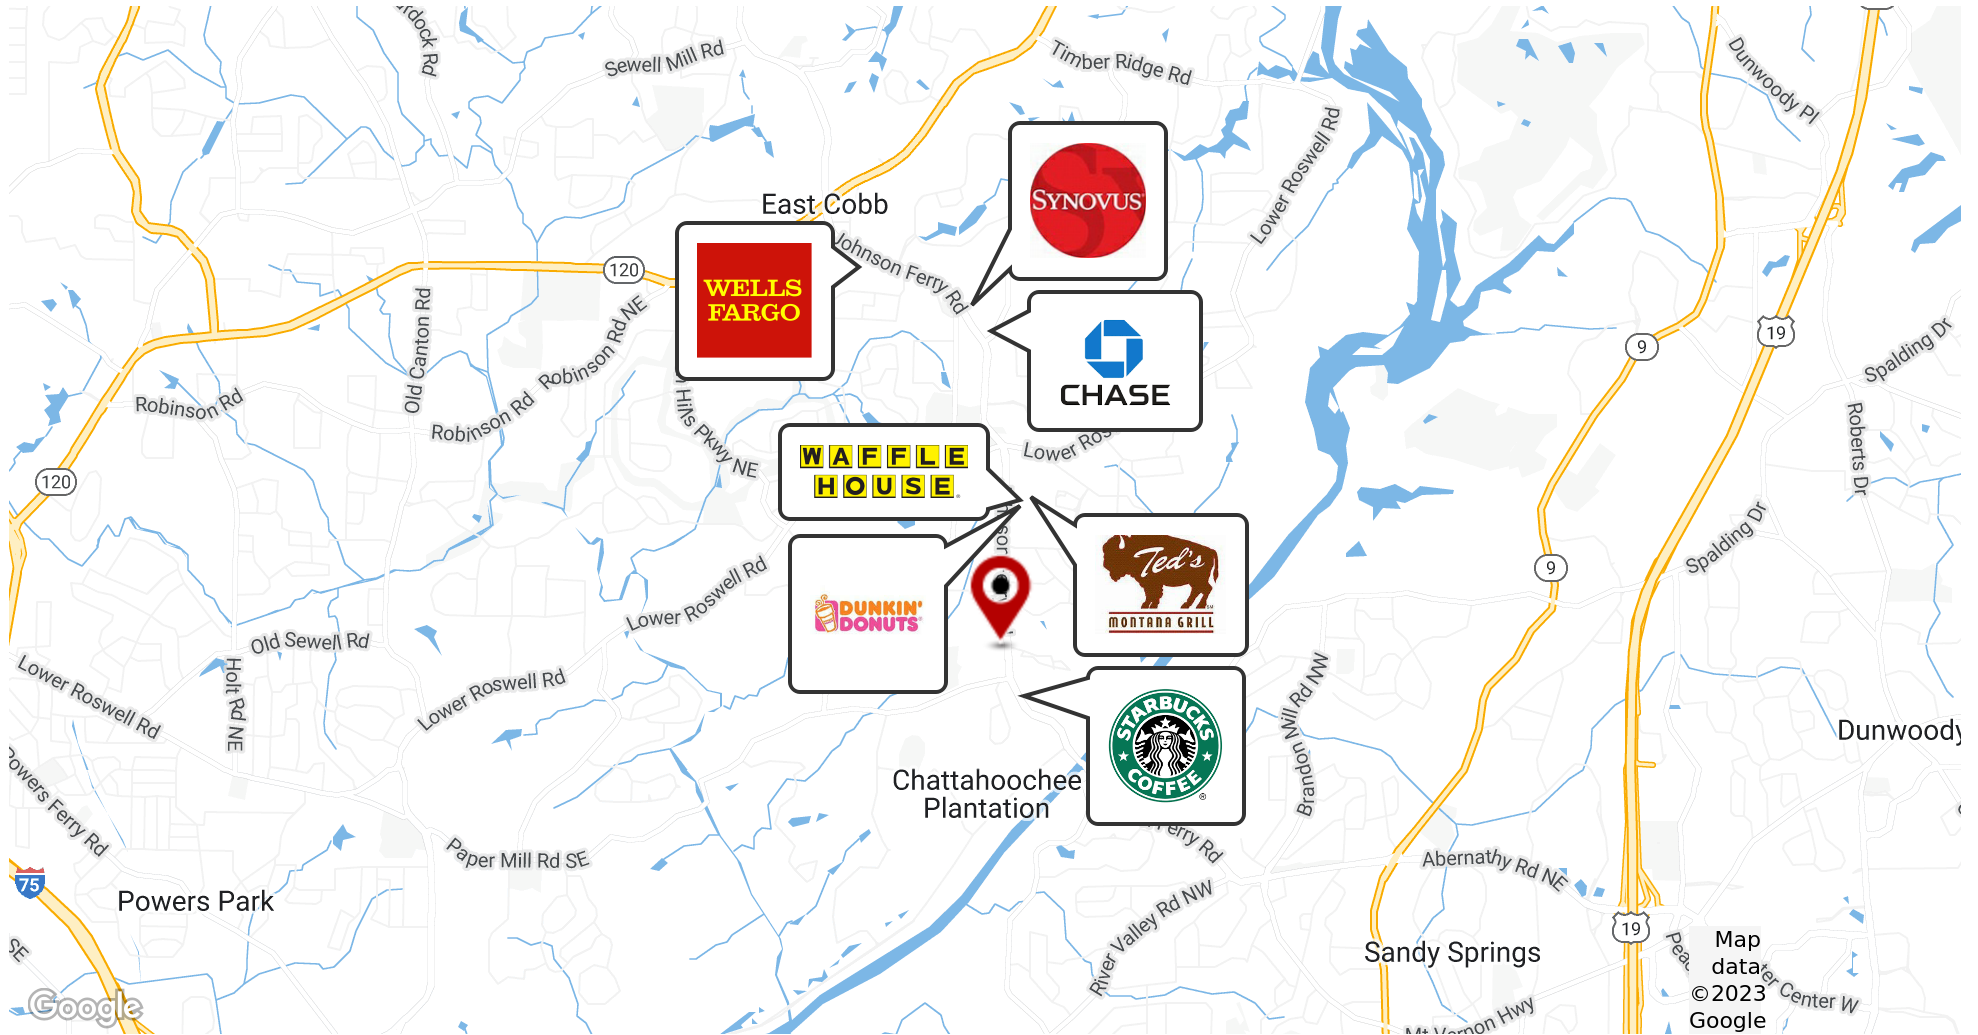 Sewell Mill Rd
Timber Ridge Rd
Dunwoody Pl
Lower Roswell Rd
East Cobb
SYNOVUS
Johnson Ferry Rd
120
WELLS
FARGO
Old Canton Rd
Robinson Rd NE
19
9
Spalding Dr
CHASE
Robinson Rd
Robinson Rd
Hills Pkwy NE
Lower
Roberts Dr
WAFFLE
HOUSE
120
Spalding Dr
Ted's
MONTANA GRILL
DUNKIN'
DONUTS
9
Lower Roswell Rd
Old Sewell Rd
Holt Rd NE
Lower Roswell Rd
Lower Roswell Rd
Brandon Mill Rd NW
STARBUCKS
COFFEE
Dunwoody
Chattahoochee
Plantation
Powers Ferry Rd
Ferry Rd
Paper Mill Rd SE
Abernathy Rd NE
75
Powers Park
River Valley Rd NW
19
Sandy Springs
SE
Center W
Mt Vernon Hwy
Google
Map
data
©2023
Google